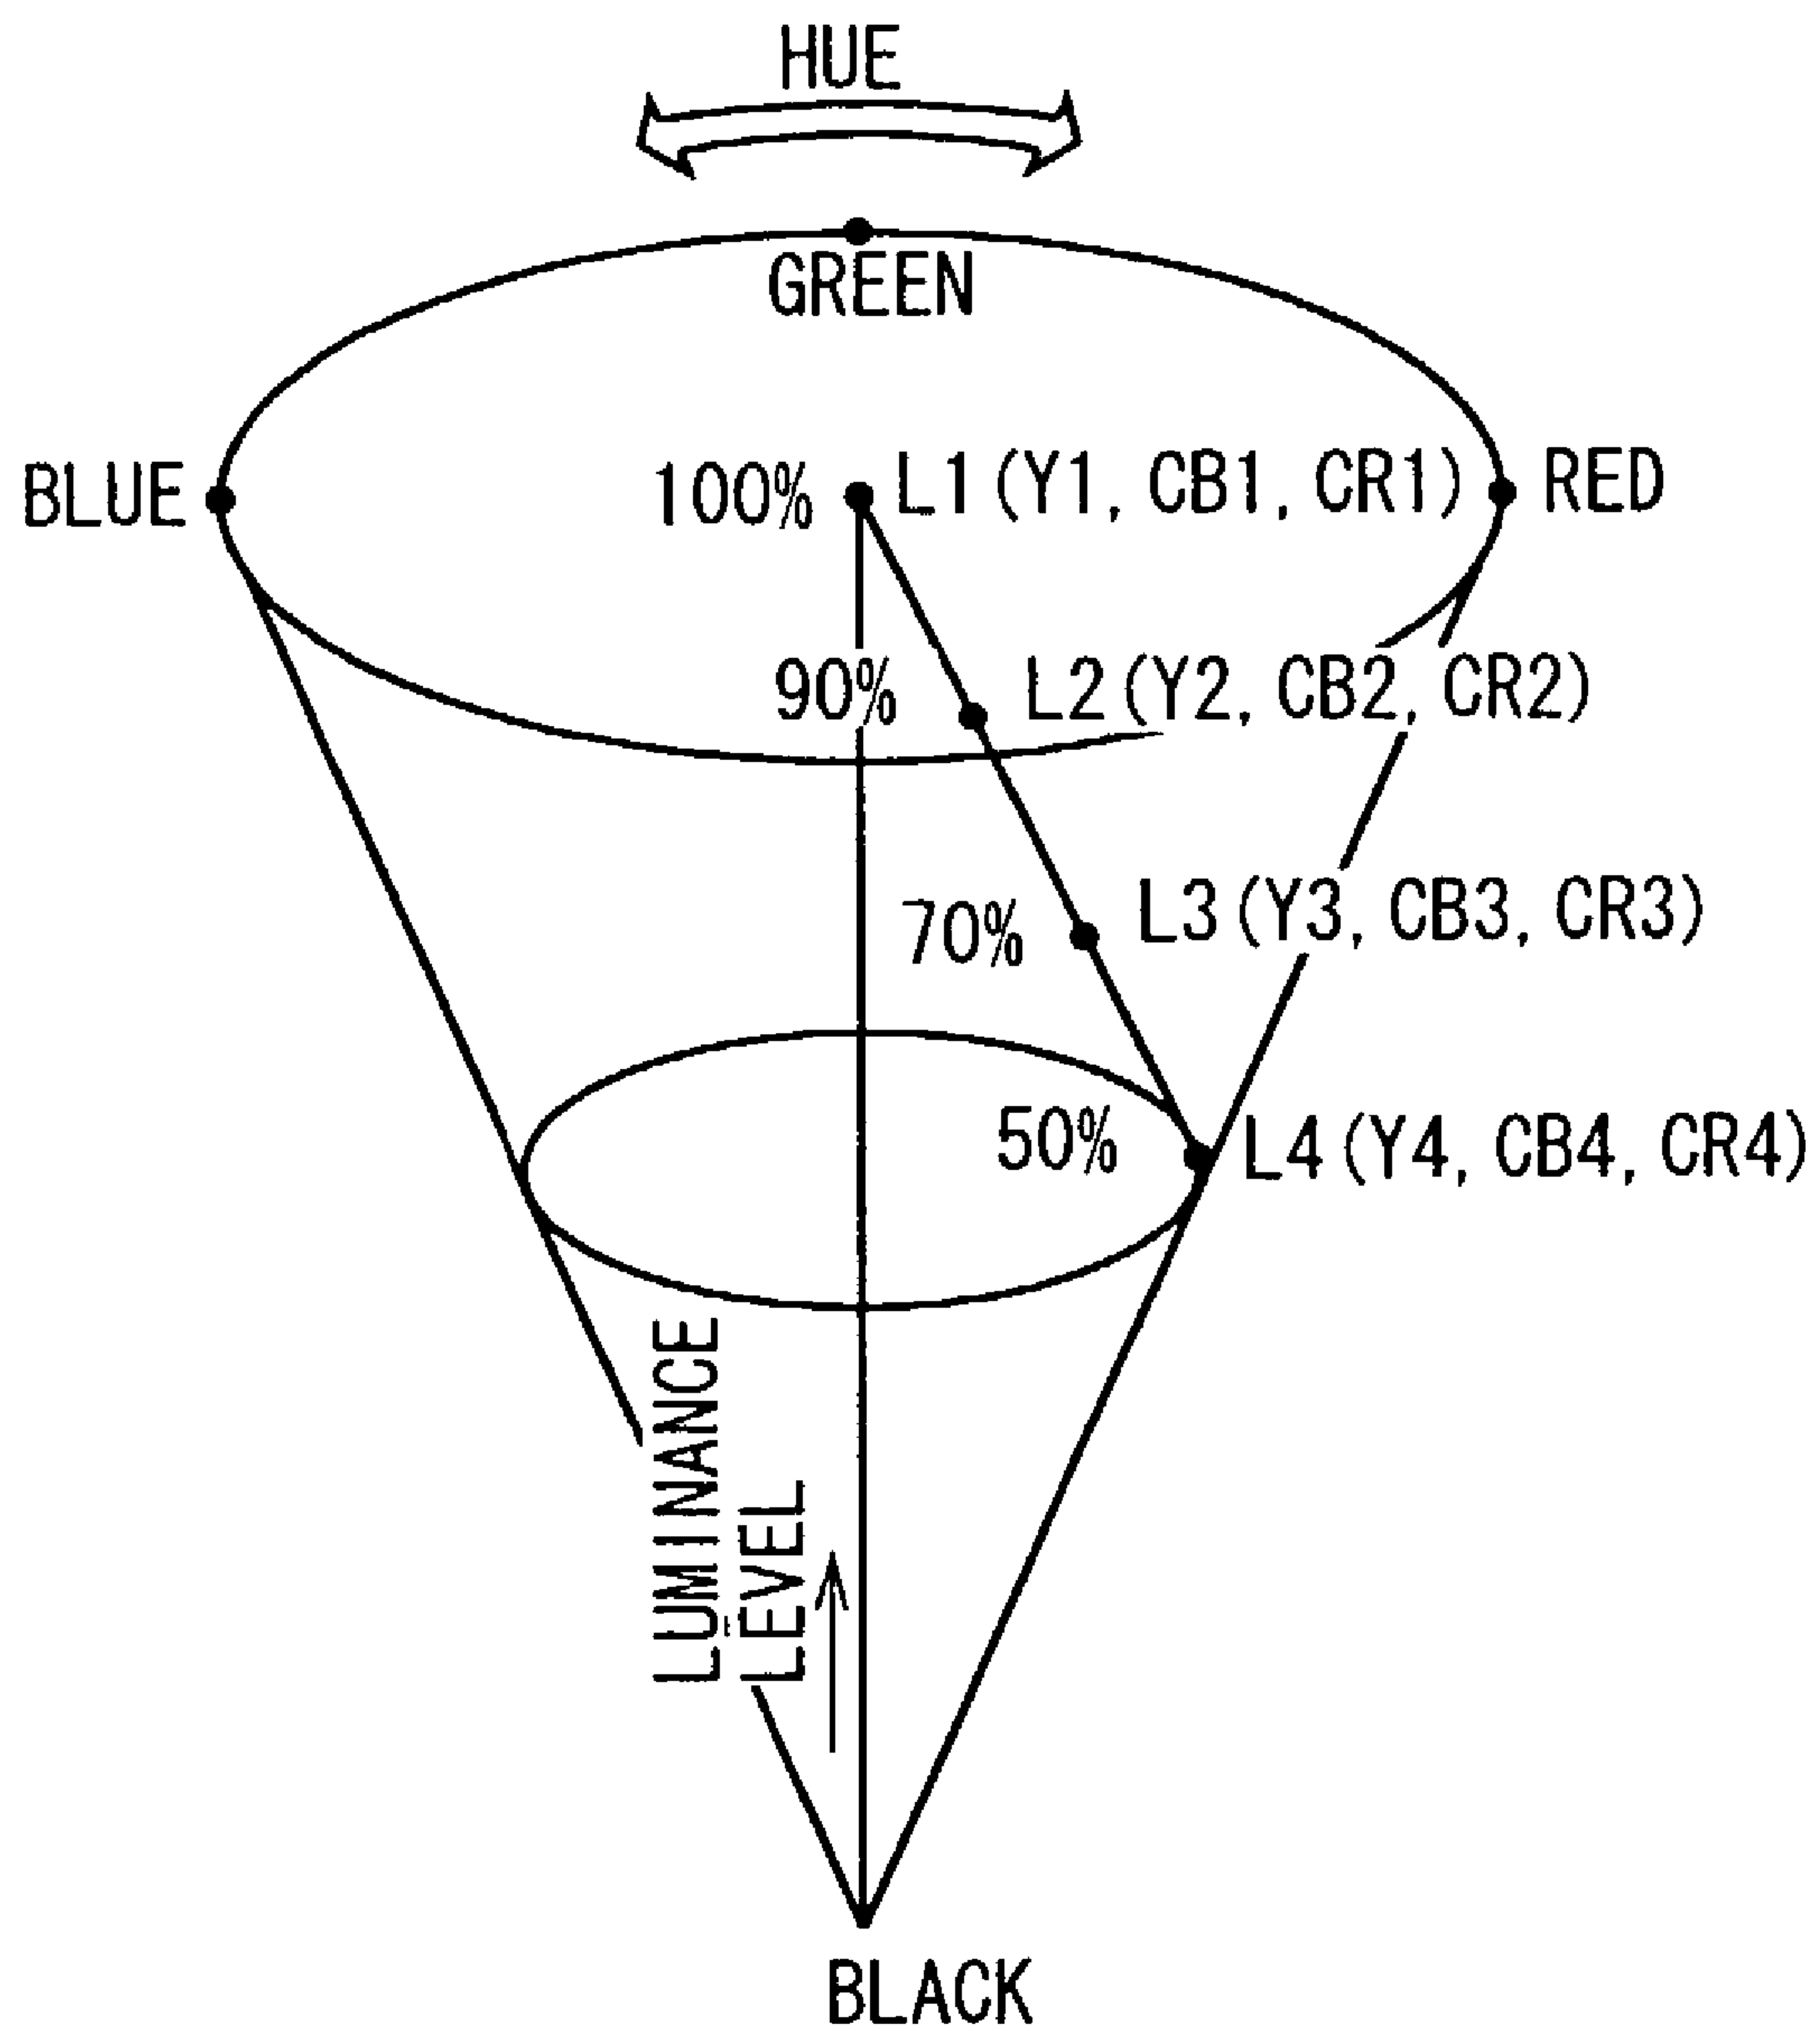 HUE
GREEN
BLUE
100%
L1(Y1, CB1, CR1)
RED
90%
L2(Y2, CB2, CR2)
70%
L3(Y3, CB3, CR3)
50%
L4(Y4, CB4, CR4)
LUMINANCE
LEVEL
BLACK